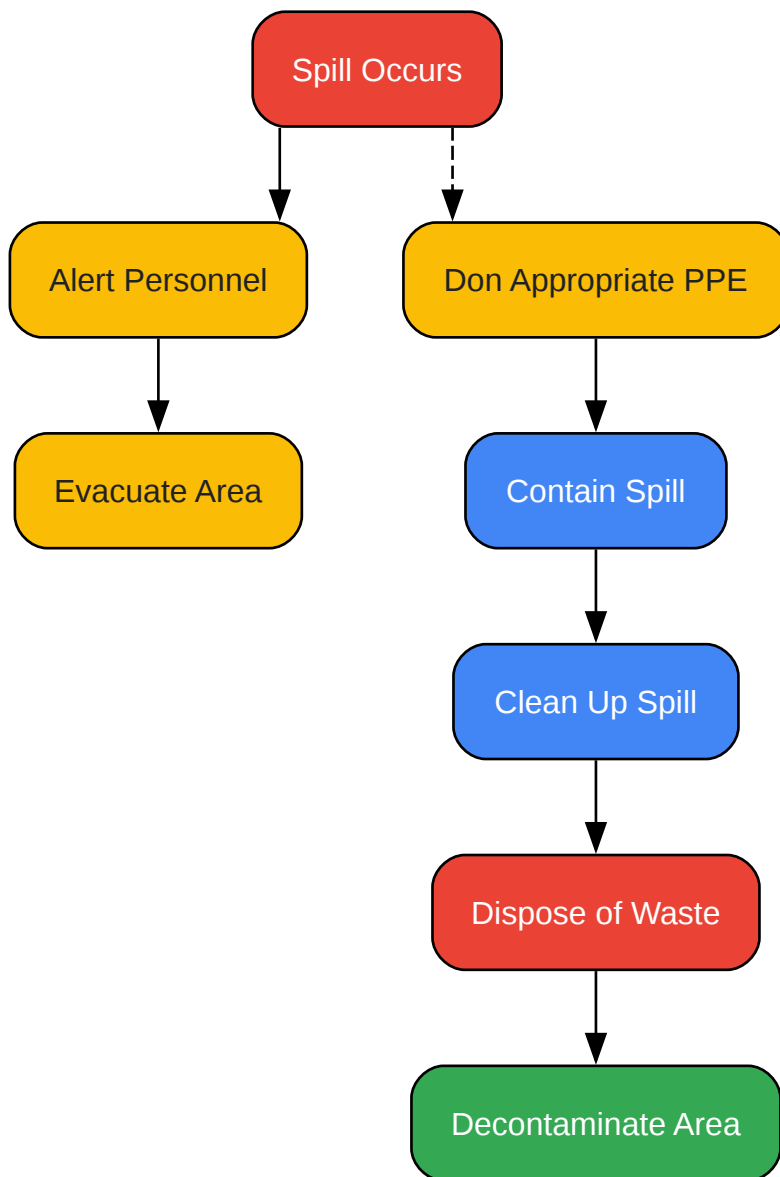 Spill Occurs
Alert Personnel
Don Appropriate PPE
Evacuate Area
Contain Spill
Clean Up Spill
Dispose of Waste
Decontaminate Area